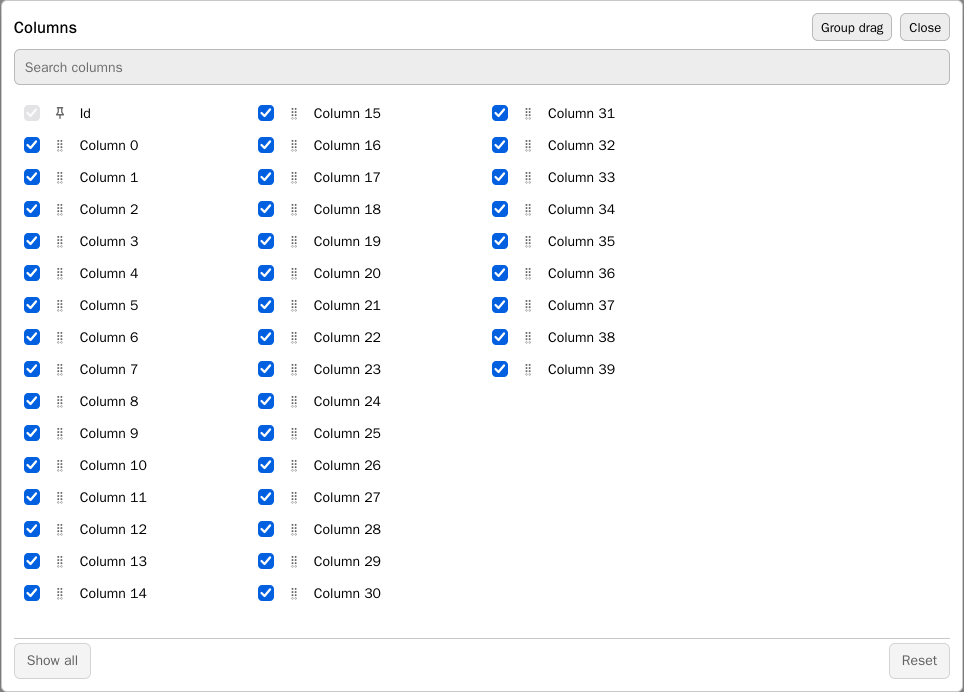 Columns
Group drag
Close
Search columns
Id
Column 0
Column 1
Column 2
Column 3
Column 4
Column 5
Column 6
Column 7
Column 8
Column 9
Column 10
Column 11
Column 12
Column 13
Column 14
Column 15
Column 16
Column 17
Column 18
Column 19
Column 20
Column 21
Column 22
Column 23
Column 24
Column 25
Column 26
Column 27
Column 28
Column 29
Column 30
Column 31
Column 32
Column 33
Column 34
Column 35
Column 36
Column 37
Column 38
Column 39
Show all
Reset